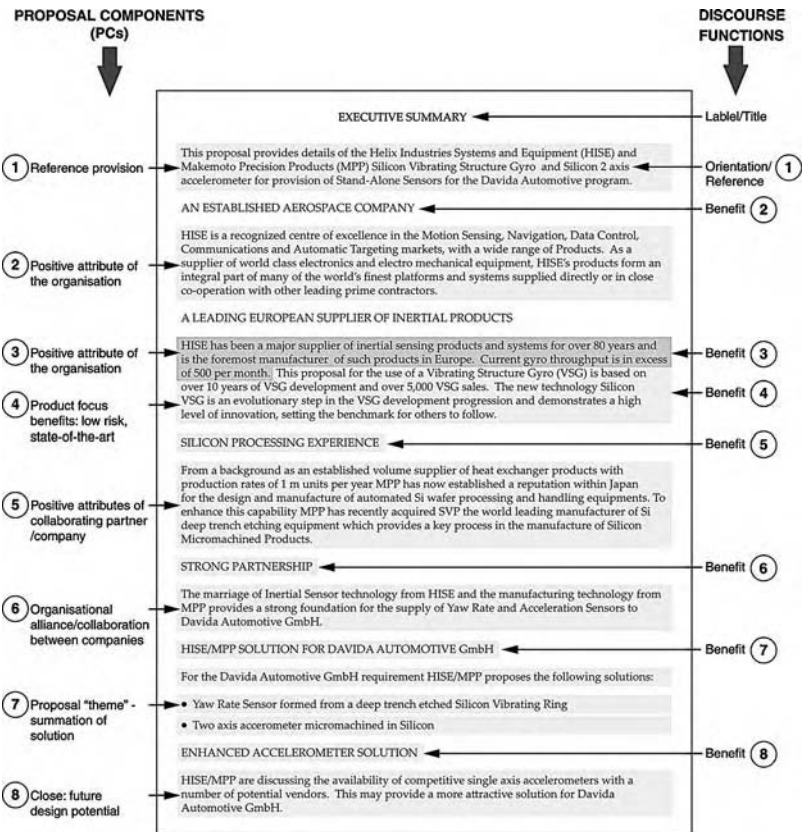 PROPOSAL COMPONENTS
(PCs)
DISCOURSE
FUNCTIONS
EXECUTIVE SUMMARY
Lablel/Title
1 Reference provision
This proposal provides details of the Helix Industries Systems and Equipment (HISE) and
Makemoto Precision Products (MPP) Silicon Vibrating Structure Gyro and Silicon 2 axis
accelerometer for provision of Stand-Alone Sensors for the Davida Automotive program.
Orientation/
Reference 1
AN ESTABLISHED AEROSPACE COMPANY
Benefit 2
2 Positive attribute of
the organisation
HISE is a recognized centre of excellence in the Motion Sensing, Navigation, Data Control,
Communications and Automatic Targeting markets, with a wide range of Products. As a
supplier of world class electronics and electro mechanical equipment, HISE's products form an
integral part of many of the world's finest platforms and systems supplied directly or in close
co-operation with other leading prime contractors.
A LEADING EUROPEAN SUPPLIER OF INERTIAL PRODUCTS
3 Positive attribute of
the organisation
HISE has been a major supplier of inertial sensing products and systems for over 80 years and
is the foremost manufacturer of such products in Europe. Current gyro throughput is in excess
of 500 per month. This proposal for the use of a Vibrating Structure Gyro (VSG) is based on
over 10 years of VSG development and over 5,000 VSG sales. The new technology Silicon
VSG is an evolutionary step in the VSG development progression and demonstrates a high
level of innovation, setting the benchmark for others to follow.
Benefit 3
Benefit 4
4 Product focus
benefits: low risk,
state-of-the-art
SILICON PROCESSING EXPERIENCE
Benefit 5
5 Positive attributes of
collaborating partner
/company
From a background as an established volume supplier of heat exchanger products with
production rates of 1 m units per year MPP has now established a reputation within Japan
for the design and manufacture of automated Si wafer processing and handling equipments. To
enhance this capability MPP has recently acquired SVP the world leading manufacturer of Si
deep trench etching equipment which provides a key process in the manufacture of Silicon
Micromachined Products.
STRONG PARTNERSHIP
Benefit 6
6 Organisational
alliance/collaboration
between companies
The marriage of Inertial Sensor technology from HISE and the manufacturing technology from
MPP provides a strong foundation for the supply of Yaw Rate and Acceleration Sensors to
Davida Automotive GmbH.
HISE/MPP SOLUTION FOR DAVIDA AUTOMOTIVE GmbH
Benefit 7
For the Davida Automotive GmbH requirement HISE/MPP proposes the following solutions:
7 Proposal "theme" -
summation of
solution
• Yaw Rate Sensor formed from a deep trench etched Silicon Vibrating Ring
• Two axis accerometer micromachined in Silicon
ENHANCED ACCELEROMETER SOLUTION
Benefit 8
8 Close: future
design potential
HISE/MPP are discussing the availability of competitive single axis accelerometers with a
number of potential vendors. This may provide a more attractive solution for Davida
Automotive GmbH.